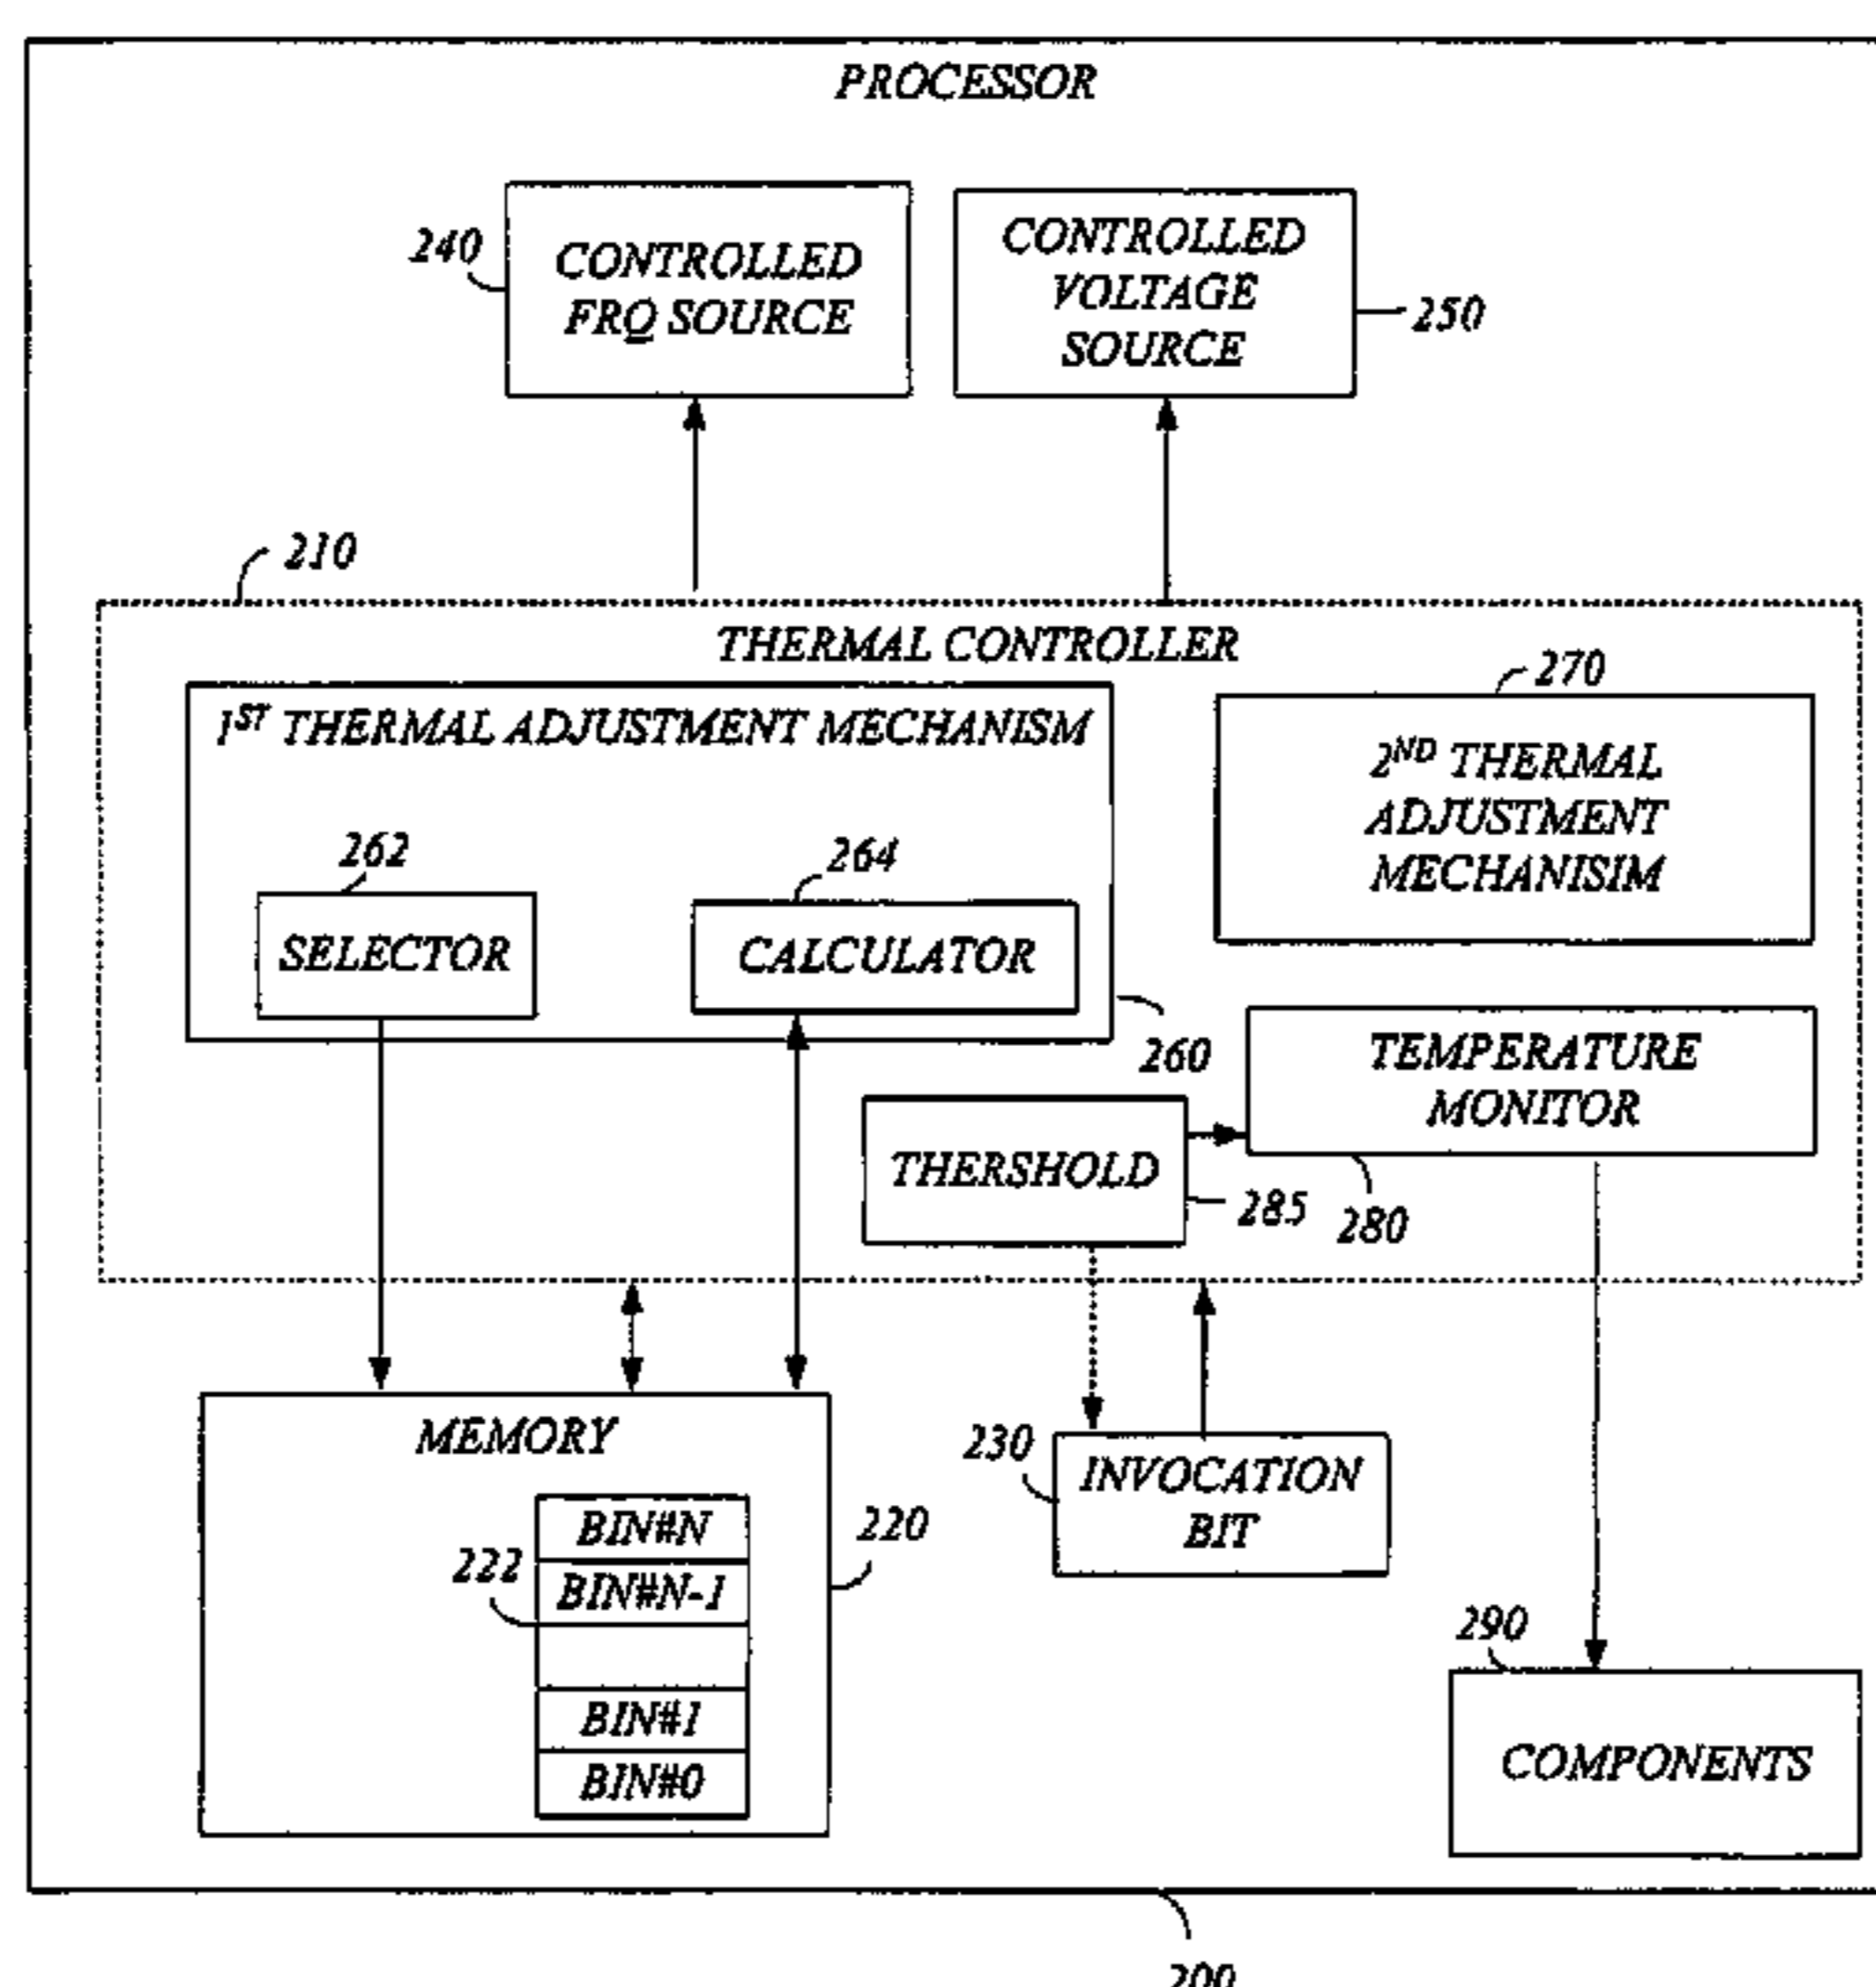 PROCESSOR
240
CONTROLLED
FRQ SOURCE
CONTROLLED
VOLTAGE
SOURCE
250
210
THERMAL CONTROLLER
1ST THERMAL ADJUSTMENT MECHANISM
270
2ND THERMAL
ADJUSTMENT
MECHANISIM
262
264
SELECTOR
CALCULATOR
260
TEMPERATURE
MONITOR
THERSHOLD
285
280
MEMORY
230
INVOCATION
BIT
BIN#N
220
222
BIN#N-1
BIN#1
BIN#0
290
COMPONENTS
200